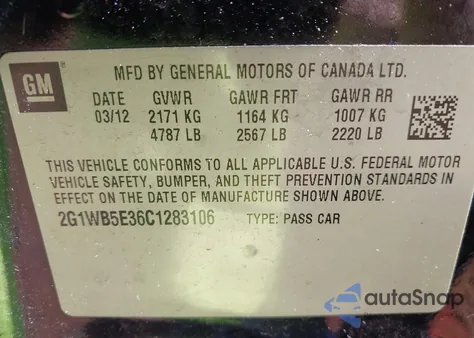 GM
MFD BY GENERAL MOTORS OF CANADA LTD.
DATE GVWR GAWR FRT GAWR RR
03/12 2171 KG 1164 KG 1007 KG
4787 LB 2567 LB 2220 LB
THIS VEHICLE CONFORMS TO ALL APPLICABLE U.S. FEDERAL MOTOR
VEHICLE SAFETY, BUMPER, AND THEFT PREVENTION STANDARDS IN
EFFECT ON THE DATE OF MANUFACTURE SHOWN ABOVE.
2G1WB5E36C1283106 TYPE: PASS CAR
autoSnap